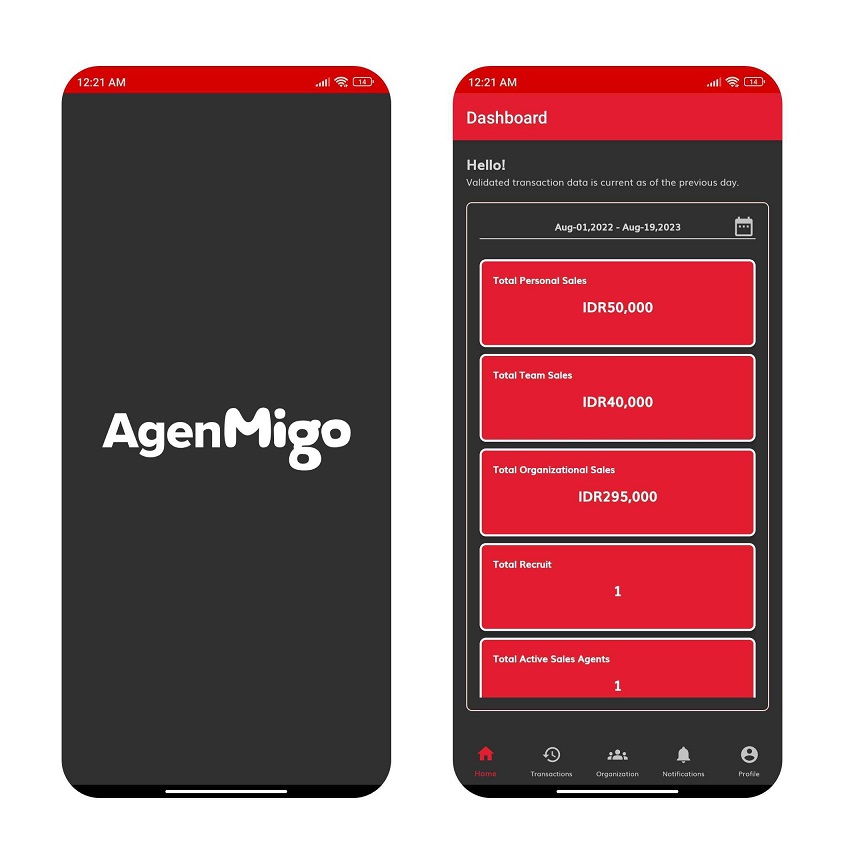 12:21 AM
14
AgenMigo
12:21 AM
14
Dashboard
Hello!
Validated transaction data is current as of the previous day.
Aug-01,2022 - Aug-19,2023
Total Personal Sales
IDR50,000
Total Team Sales
IDR40,000
Total Organizational Sales
IDR295,000
Total Recruit
1
Total Active Sales Agents
1
Home
Transactions
Organization
Notifications
Profile